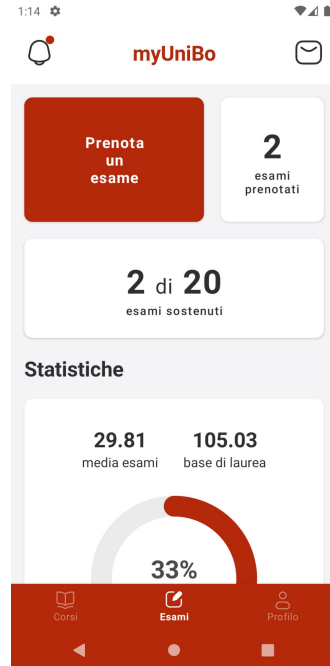 1:14
myUniBo
Prenota
un
esame
2
esami
prenotati
2 di 20
esami sostenuti
Statistiche
29.81
media esami
105.03
base di laurea
33%
Corsi
Esami
Profilo